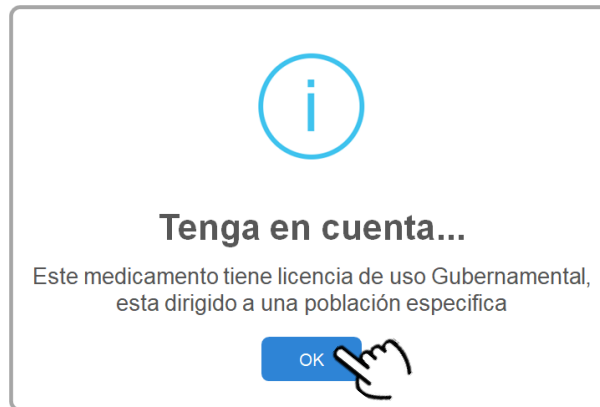 i
Tenga en cuenta...
Este medicamento tiene licencia de uso Gubernamental,
esta dirigido a una población especifica
OK